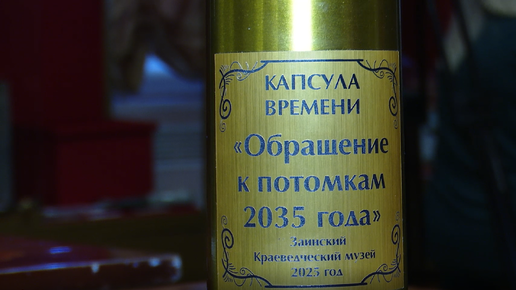 КАПСУЛА
ВРЕМЕНИ
«Обращение
к потомкам
2035 года»
Заинский
Краеведческий музей
2025 год